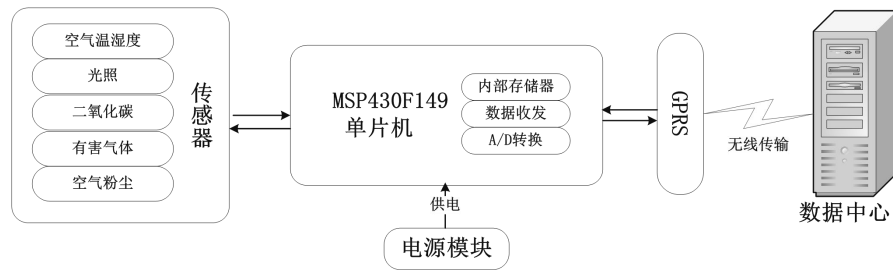 空气温湿度
光照
二氧化碳
有害气体
空气粉尘
传感器
MSP430F149
单片机
内部存储器
数据收发
A/D转换
供电
电源模块
GPRS
无线传输
数据中心